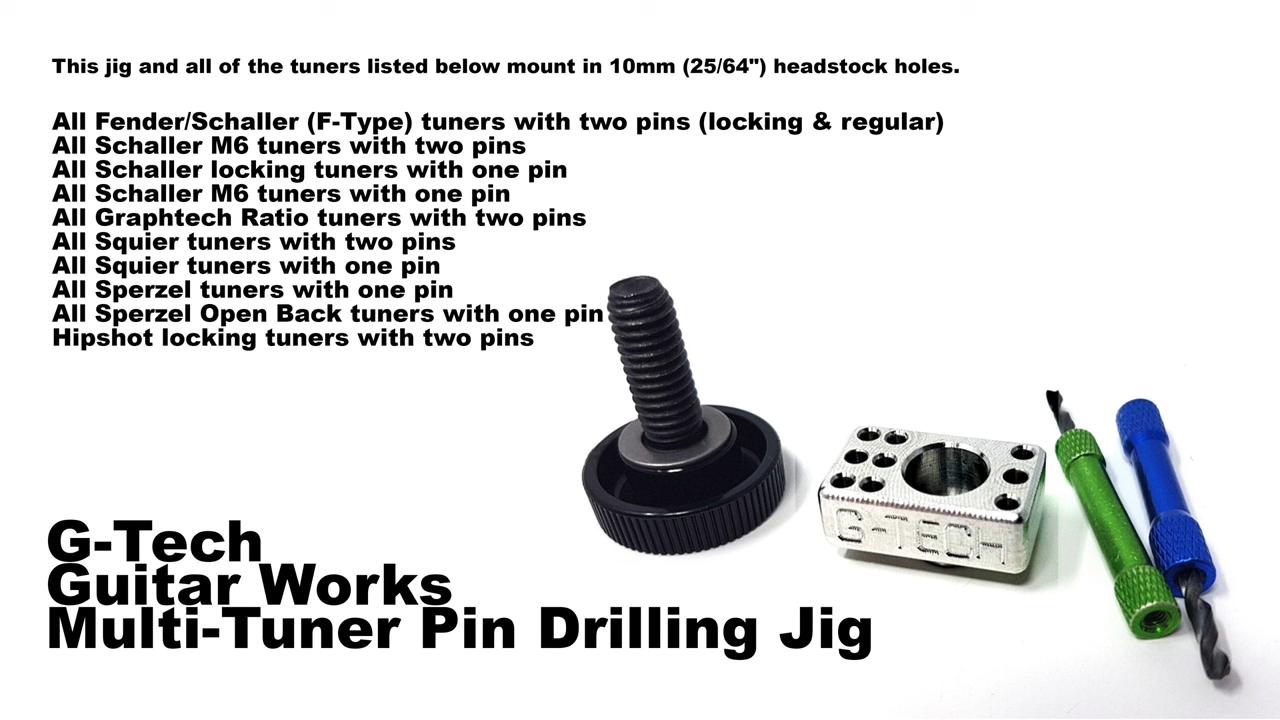 This jig and all of the tuners listed below mount in 10mm (25/64") headstock holes.
All Fender/Schaller (F-Type) tuners with two pins (locking & regular)
All Schaller M6 tuners with two pins
All Schaller locking tuners with one pin
All Schaller M6 tuners with one pin
All Graphtech Ratio tuners with two pins
All Squier tuners with two pins
All Squier tuners with one pin
All Sperzel tuners with one pin
All Sperzel Open Back tuners with one pin
Hipshot locking tuners with two pins
G-TECH
G-Tech
Guitar Works
Multi-Tuner Pin Drilling Jig